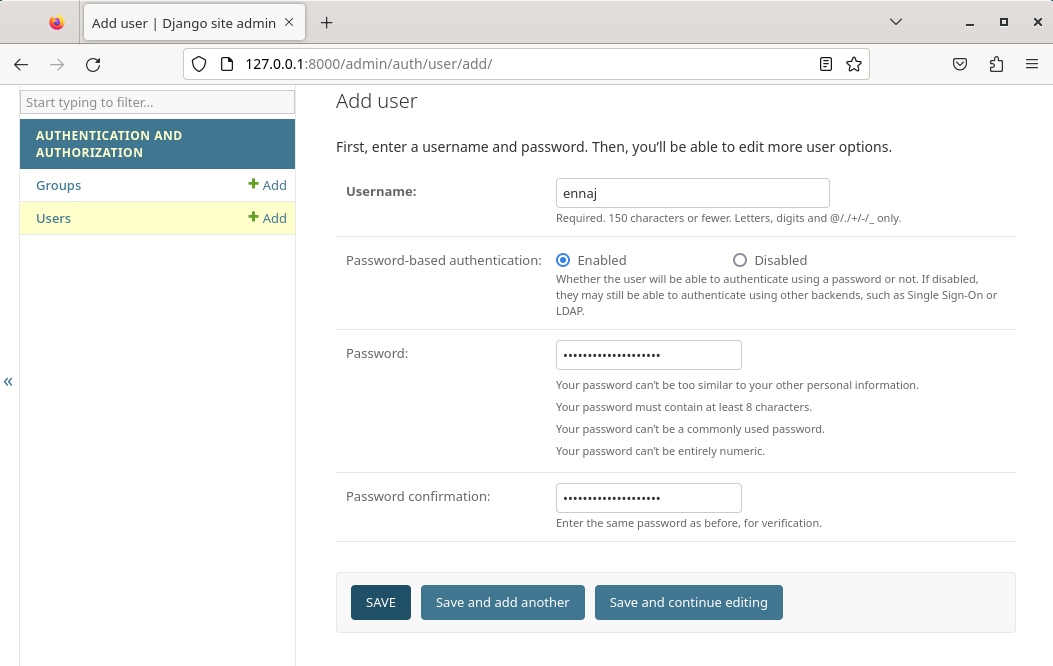 Add user | Django site admin
127.0.0.1:8000/admin/auth/user/add/
Start typing to filter...
AUTHENTICATION AND
AUTHORIZATION
Groups
Add
Users
Add
«
Add user
First, enter a username and password. Then, you’ll be able to edit more user options.
Username:
ennaj
Required. 150 characters or fewer. Letters, digits and @/./+/-/_ only.
Password-based authentication:
Enabled
Disabled
Whether the user will be able to authenticate using a password or not. If disabled,
they may still be able to authenticate using other backends, such as Single Sign-On or
LDAP.
Password:
••••••••••••••••••••
Your password can’t be too similar to your other personal information.
Your password must contain at least 8 characters.
Your password can’t be a commonly used password.
Your password can’t be entirely numeric.
Password confirmation:
••••••••••••••••••••
Enter the same password as before, for verification.
SAVE
Save and add another
Save and continue editing